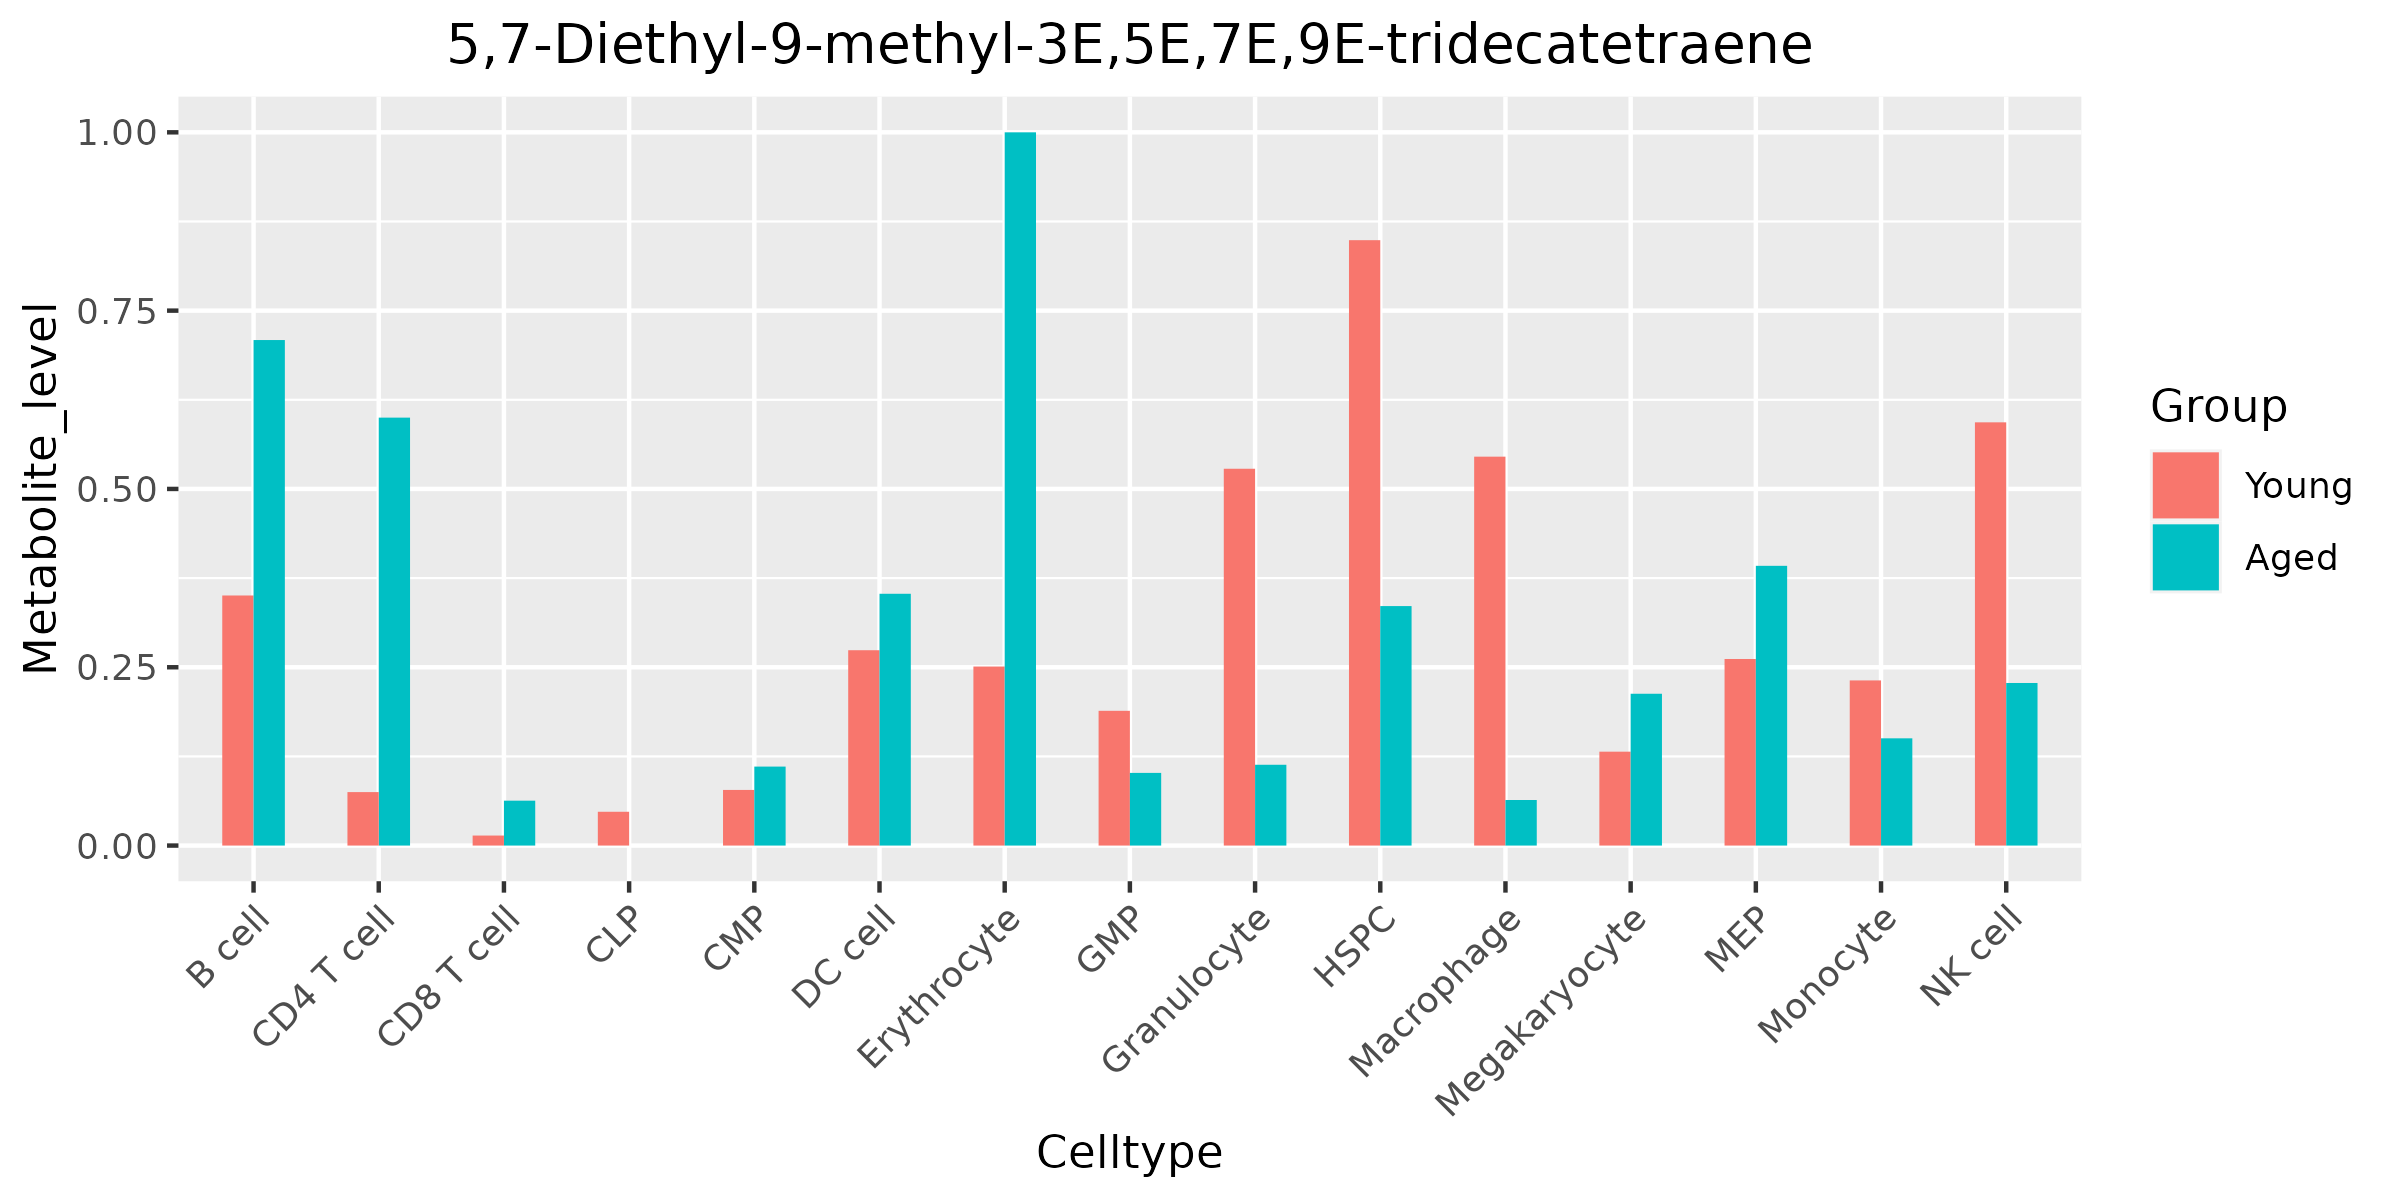 5,7-Diethyl-9-methyl-3E,5E,7E,9E-tridecatetraene
Metabolite_level
1.00
0.75
0.50
0.25
0.00
B cell
CD4 T cell
CD8 T cell
CLP
CMP
DC cell
Erythrocyte
GMP
Granulocyte
HSPC
Macrophage
Megakaryocyte
MEP
Monocyte
NK cell
Celltype
Group
Young
Aged